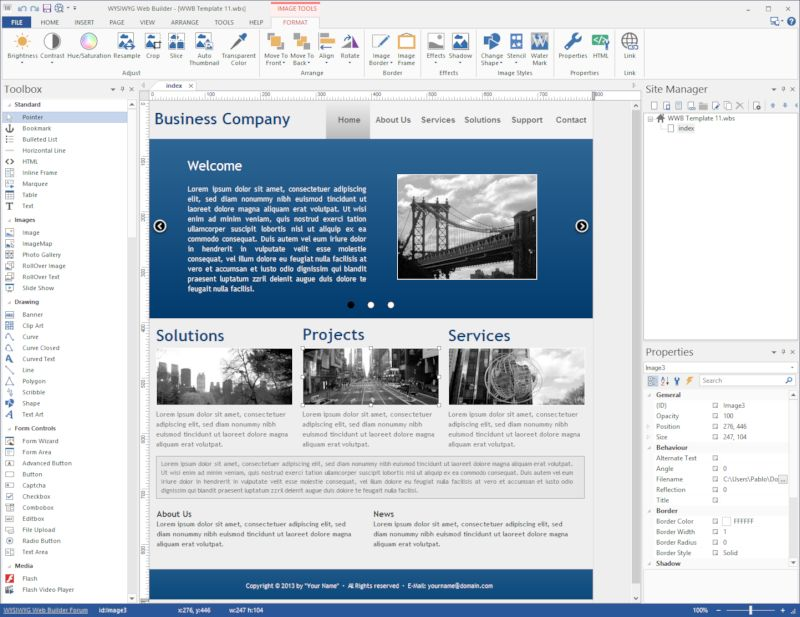 WYSIWYG Web Builder - [WWB Template 11.wbs]
IMAGE TOOLS
FILE HOME INSERT PAGE VIEW ARRANGE TOOLS HELP FORMAT
Brightness Contrast Hue/Saturation Resample Crop Slice Auto Thumbnail Transparent Color
Move To Front Move To Back Align Rotate
Image Border Image Frame
Effects Shadow
Change Shape Stencil Water Mark
Properties HTML
Link
Adjust Arrange Border Effects Image Styles Properties Link
Toolbox
Standard
Pointer
Bookmark
Bulleted List
Horizontal Line
HTML
Inline Frame
Marquee
Table
Text
Images
Image
ImageMap
Photo Gallery
RollOver Image
RollOver Text
Slide Show
Drawing
Banner
Clip Art
Curve
Curve Closed
Curved Text
Line
Polygon
Scribble
Shape
Text Art
Form Controls
Form Wizard
Form Area
Advanced Button
Button
Captcha
Checkbox
Combobox
Editbox
File Upload
Radio Button
Text Area
Media
Flash
Flash Video Player
index
Business Company
Home About Us Services Solutions Support Contact
Welcome
Lorem ipsum dolor sit amet, consectetuer adipiscing
elit, sed diam nonummy nibh euismod tincidunt ut
laoreet dolore magna aliquam erat volutpat. Ut wisi
enim ad minim veniam, quis nostrud exerci tation
ullamcorper suscipit lobortis nisl ut aliquip ex ea
commodo consequat. Duis autem vel eum iriure dolor
in hendrerit in vulputate velit esse molestie
consequat, vel illum dolore eu feugiat nulla facilisis at
vero et accumsan et iusto odio dignissim qui blandit
praesent luptatum zzril delenit augue duis dolore te
feugait nulla facilisi.
Solutions Projects Services
Lorem ipsum dolor sit amet, consectetuer
adipiscing elit, sed diam nonummy nibh
euismod tincidunt ut laoreet dolore magna
aliquam erat volutpat.
Lorem ipsum dolor sit amet, consectetuer
adipiscing elit, sed diam nonummy nibh
euismod tincidunt ut laoreet dolore magna
aliquam erat volutpat.
Lorem ipsum dolor sit amet, consectetuer
adipiscing elit, sed diam nonummy nibh
euismod tincidunt ut laoreet dolore magna
aliquam erat volutpat.
Lorem ipsum dolor sit amet, consectetuer adipiscing elit, sed diam nonummy nibh euismod tincidunt ut laoreet dolore magna aliquam erat volutpat.
Ut wisi enim ad minim veniam, quis nostrud exerci tation ullamcorper suscipit lobortis nisl ut aliquip ex ea commodo consequat. Duis autem vel eum
iriure dolor in hendrerit in vulputate velit esse molestie consequat, vel illum dolore eu feugiat nulla facilisis at vero et accumsan et iusto odio
dignissim qui blandit praesent luptatum zzril delenit augue duis dolore te feugait nulla facilisi.
About Us
Lorem ipsum dolor sit amet, consectetuer adipiscing elit, sed
diam nonummy nibh euismod tincidunt ut laoreet dolore magna
aliquam erat volutpat.
News
Lorem ipsum dolor sit amet, consectetuer adipiscing elit, sed
diam nonummy nibh euismod tincidunt ut laoreet dolore magna
aliquam erat volutpat.
Copyright © 2013 by "Your Name" • All Rights reserved • E-Mail: yourname@domain.com
Site Manager
WWB Template 11.wbs
index
Properties
Image3
Search
General
(ID) Image3
Opacity 100
Position 276, 446
Size 247, 104
Behaviour
Alternate Text
Angle 0
Filename C:\Users\Pablo\Do...
Reflection 0
Title
Border
Border Color FFFFFF
Border Width 1
Border Radius 0
Border Style Solid
Shadow
WYSIWYG Web Builder Forum id:Image3 x:276, y:446 w:247 h:104 100%